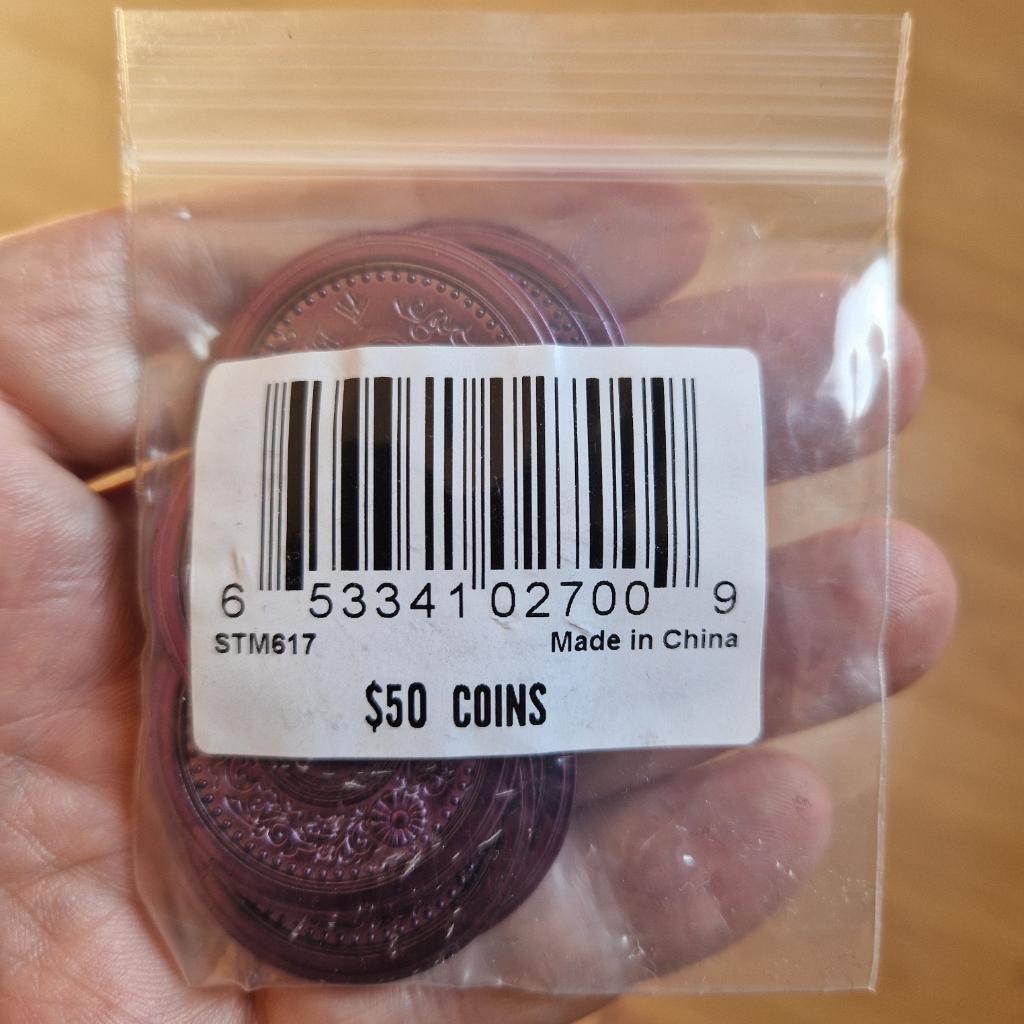 6 53341 02700 9
STM617 Made in China
$50 COINS